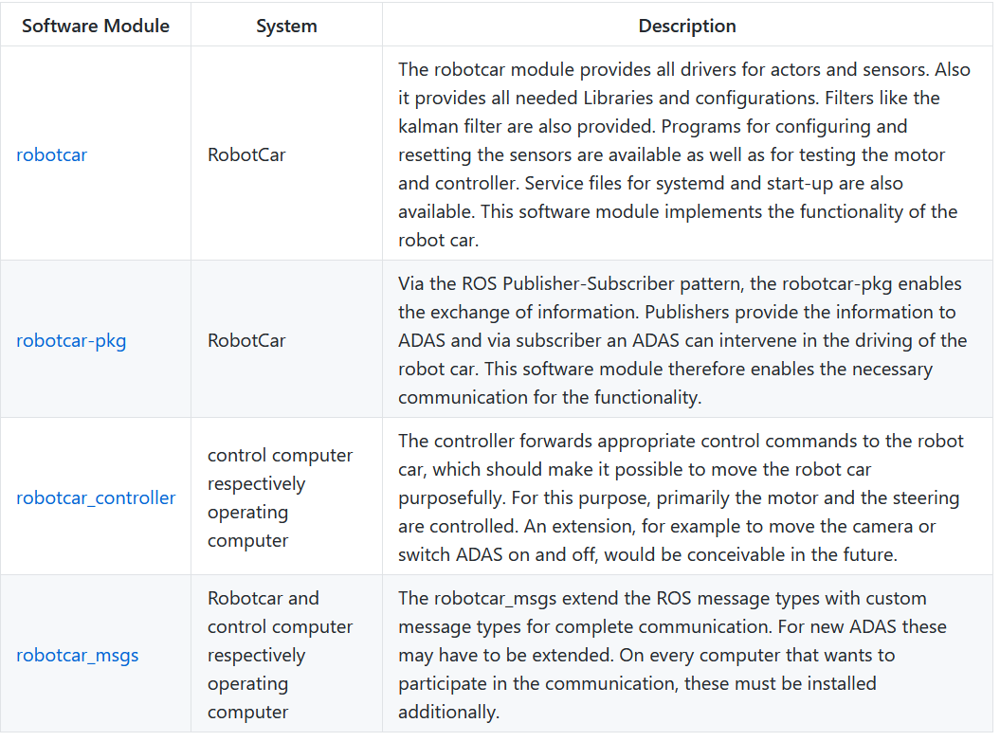 Software Module System Description
The robotcar module provides all drivers for actors and sensors. Also
it provides all needed Libraries and configurations. Filters like the
kalman filter are also provided. Programs for configuring and
robotcar RobotCar resetting the sensors are available as well as for testing the motor
and controller. Service files for systemd and start-up are also
available. This software module implements the functionality of the
robot car.
Via the ROS Publisher-Subscriber pattern, the robotcar-pkg enables
the exchange of information. Publishers provide the information to
robotcar-pkg RobotCar ADAS and via subscriber an ADAS can intervene in the driving of the
robot car. This software module therefore enables the necessary
communication for the functionality.
The controller forwards appropriate control commands to the robot
control computer car, which should make it possible to move the robot car
respectively
robotcar_controller purposefully. For this purpose, primarily the motor and the steering
operating are controlled. An extension, for example to move the camera or
computer switch ADAS on and off, would be conceivable in the future.
Robotcar and The robotcar_msgs extend the ROS message types with custom
control computer message types for complete communication. For new ADAS these
robotcar_msgs respectively may have to be extended. On every computer that wants to
operating participate in the communication, these must be installed
computer additionally.